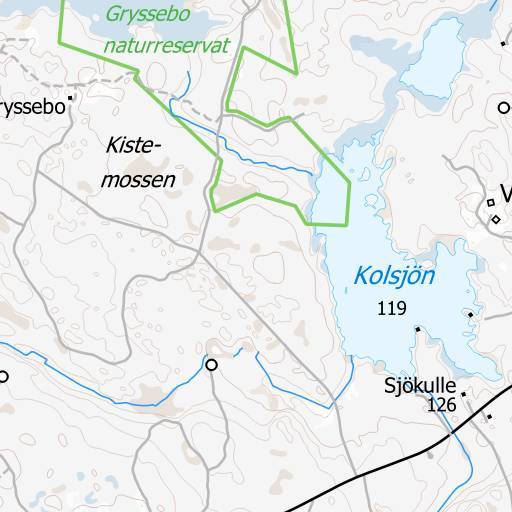 Gryssebo
naturreservat
ryssebo
Kiste-
mossen
V
Kolsjön
119
Sjökulle
126